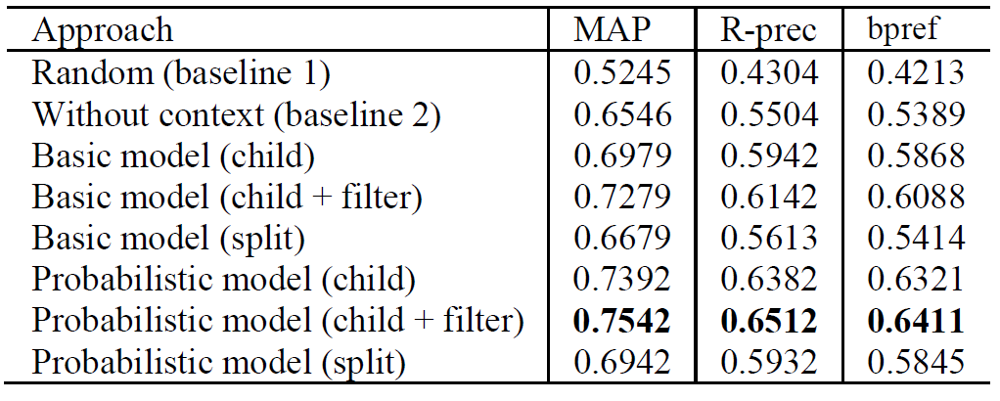 Approach MAP R-prec bpref
Random (baseline 1) 0.5245 0.4304 0.4213
Without context (baseline 2) 0.6546 0.5504 0.5389
Basic model (child) 0.6979 0.5942 0.5868
Basic model (child + filter) 0.7279 0.6142 0.6088
Basic model (split) 0.6679 0.5613 0.5414
Probabilistic model (child) 0.7392 0.6382 0.6321
Probabilistic model (child + filter) 0.7542 0.6512 0.6411
Probabilistic model (split) 0.6942 0.5932 0.5845